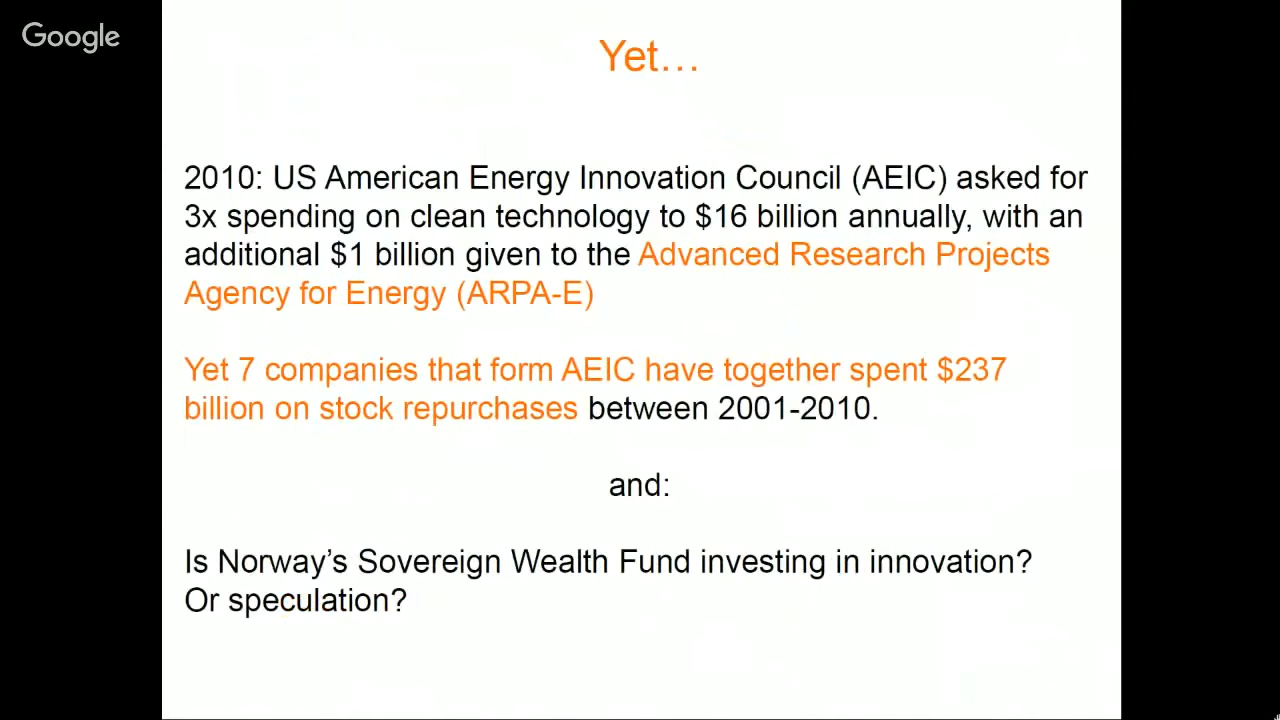 Google
Yet…
2010: US American Energy Innovation Council (AEIC) asked for
3x spending on clean technology to $16 billion annually, with an
additional $1 billion given to the Advanced Research Projects
Agency for Energy (ARPA-E)
Yet 7 companies that form AEIC have together spent $237
billion on stock repurchases between 2001-2010.
and:
Is Norway’s Sovereign Wealth Fund investing in innovation?
Or speculation?